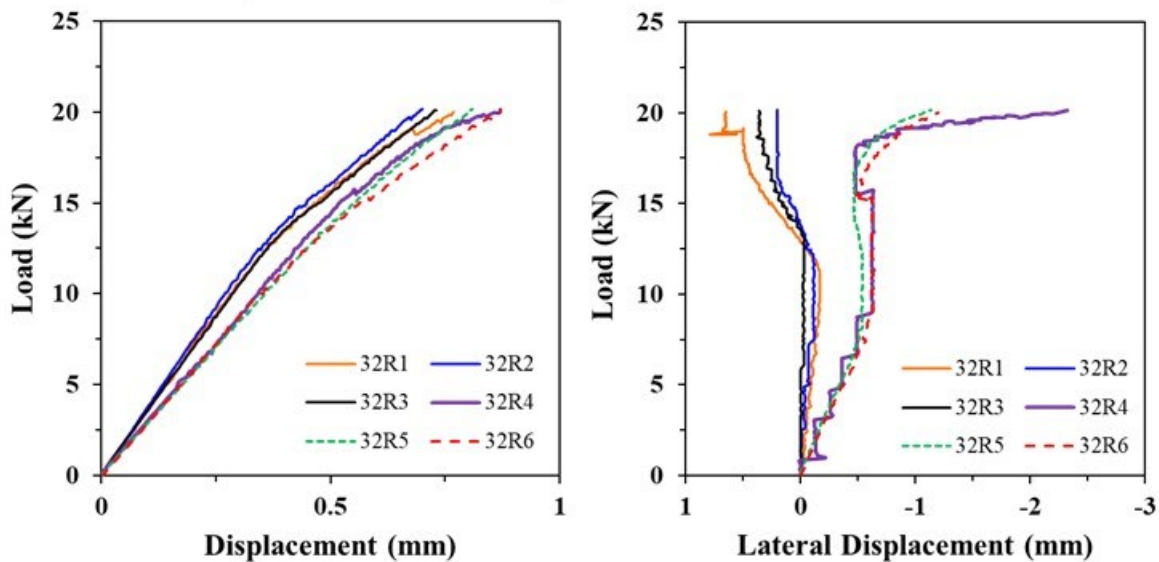 25
20
15
10
5
0
Load (kN)
32R1 32R2
32R3 32R4
32R5 32R6
0 0.5 1
Displacement (mm)
25
20
15
10
5
0
Load (kN)
32R1 32R2
32R3 32R4
32R5 32R6
1 0 -1 -2 -3
Lateral Displacement (mm)